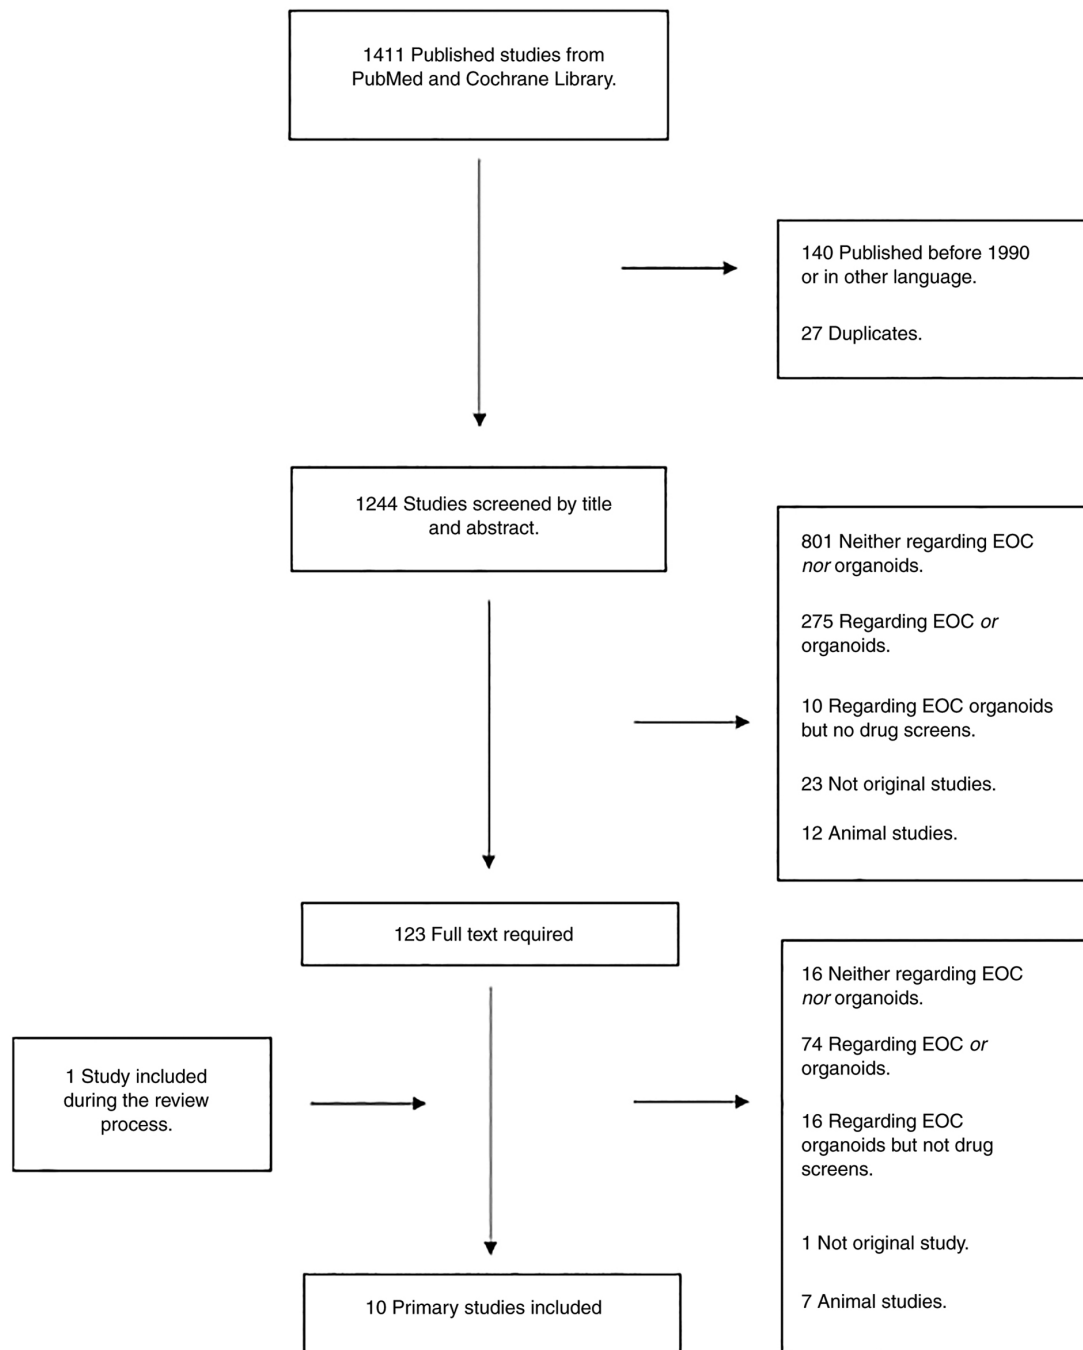 1411 Published studies from
PubMed and Cochrane Library.
140 Published before 1990
or in other language.
27 Duplicates.
1244 Studies screened by title
and abstract.
801 Neither regarding EOC
nor organoids.
275 Regarding EOC or
organoids.
10 Regarding EOC organoids
but no drug screens.
23 Not original studies.
12 Animal studies.
123 Full text required
1 Study included
during the review
process.
16 Neither regarding EOC
nor organoids.
74 Regarding EOC or
organoids.
16 Regarding EOC
organoids but not drug
screens.
1 Not original study.
7 Animal studies.
10 Primary studies included